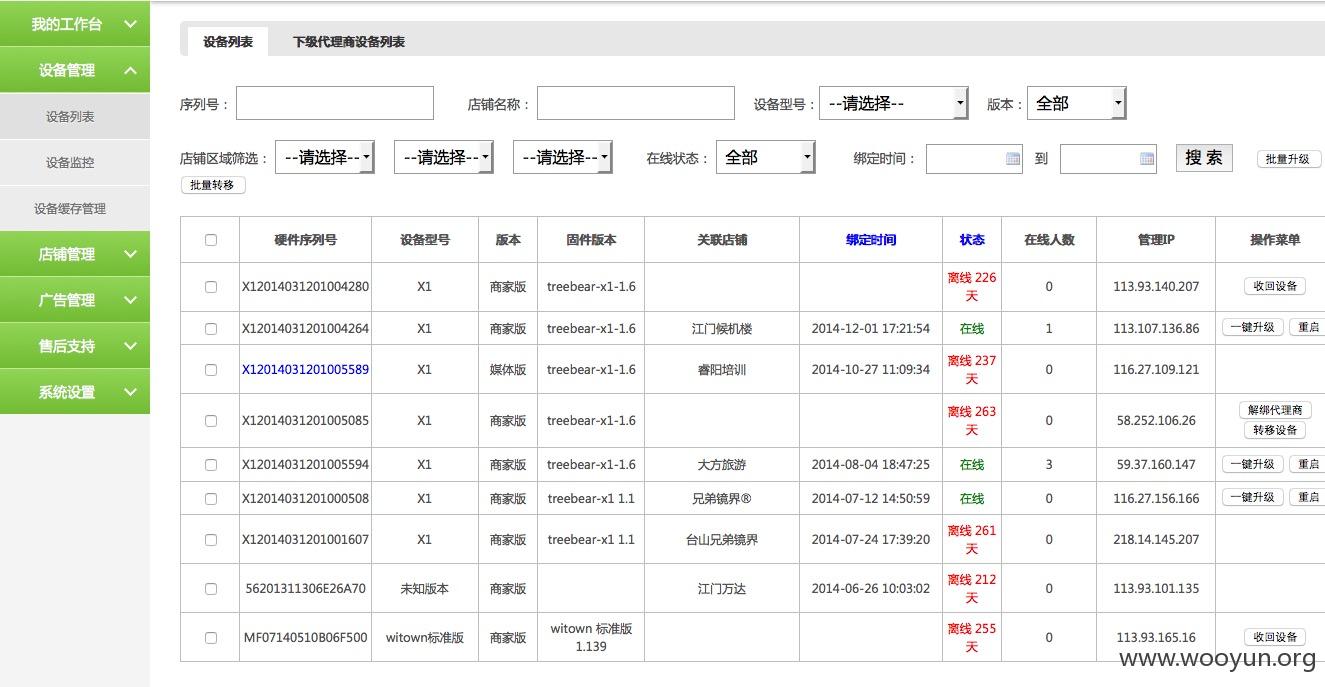 我的工作台
设备管理
设备列表
设备监控
设备缓存管理
店铺管理
广告管理
售后支持
系统设置
设备列表 下级代理商设备列表
序列号： 店铺名称： 设备型号： --请选择-- 版本： 全部
店铺区域筛选： --请选择-- --请选择-- --请选择-- 在线状态： 全部 绑定时间： 到 搜 索 批量升级
批量转移
硬件序列号 设备型号 版本 固件版本 关联店铺 绑定时间 状态 在线人数 管理IP 操作菜单
X12014031201004280 X1 商家版 treebear-x1-1.6 离线 226 天 0 113.93.140.207 收回设备
X12014031201004264 X1 商家版 treebear-x1-1.6 江门候机楼 2014-12-01 17:21:54 在线 1 113.107.136.86 一键升级 重启
X12014031201005589 X1 媒体版 treebear-x1-1.6 睿阳培训 2014-10-27 11:09:34 离线 237 天 0 116.27.109.121
X12014031201005085 X1 商家版 treebear-x1-1.6 离线 263 天 0 58.252.106.26 解绑代理商 转移设备
X12014031201005594 X1 商家版 treebear-x1-1.6 大方旅游 2014-08-04 18:47:25 在线 3 59.37.160.147 一键升级 重启
X12014031201000508 X1 商家版 treebear-x1 1.1 兄弟镜界® 2014-07-12 14:50:59 在线 0 116.27.156.166 一键升级 重启
X12014031201001607 X1 商家版 treebear-x1 1.1 台山兄弟镜界 2014-07-24 17:39:20 离线 261 天 0 218.14.145.207
56201311306E26A70 未知版本 商家版 江门万达 2014-06-26 10:03:02 离线 212 天 0 113.93.101.135
MF07140510B06F500 witown标准版 商家版 witown 标准版 1.139 离线 255 天 0 113.93.165.16 收回设备
www.wooyun.org